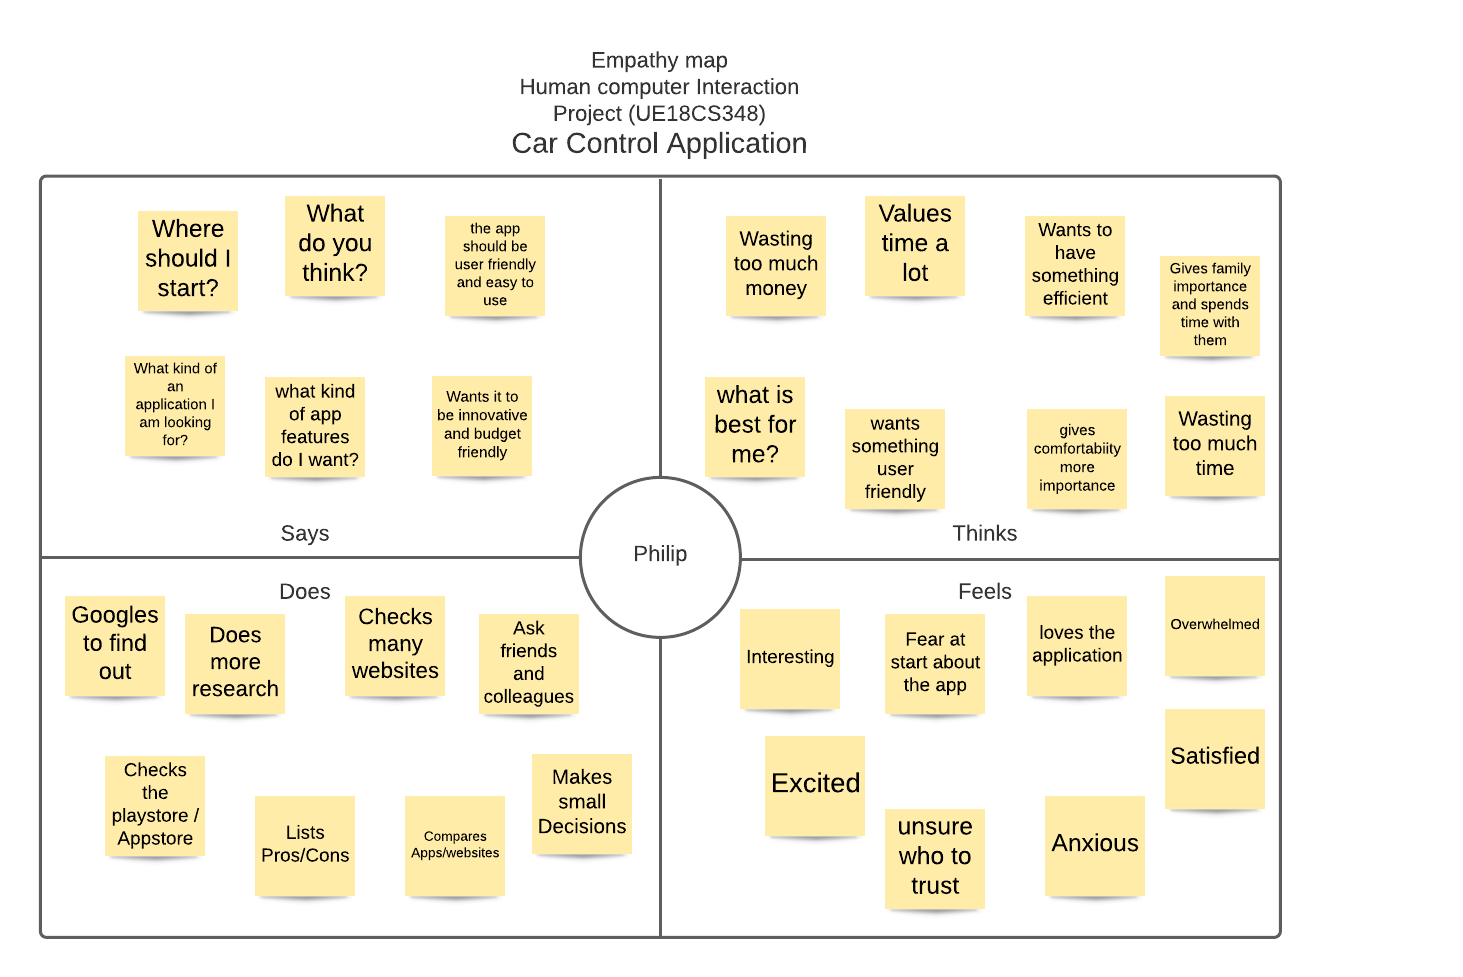 Empathy map
Human computer Interaction
Project (UE18CS348)
Car Control Application
Where
should I
start?
What
do you
think?
the app
should be
user friendly
and easy to
use
What kind of
an
application I
am looking
for?
what kind
of app
features
do I want?
Wants it to
be innovative
and budget
friendly
Says
Wasting
too much
money
Values
time a
lot
Wants to
have
something
efficient
Gives family
importance
and spends
time with
them
what is
best for
me?
wants
something
user
friendly
gives
comfortabiity
more
importance
Wasting
too much
time
Thinks
Philip
Does
Googles
to find
out
Does
more
research
Checks
many
websites
Ask
friends
and
colleagues
Checks
the
playstore /
Appstore
Lists
Pros/Cons
Compares
Apps/websites
Makes
small
Decisions
Feels
Interesting
Fear at
start about
the app
loves the
application
Overwhelmed
Excited
unsure
who to
trust
Anxious
Satisfied